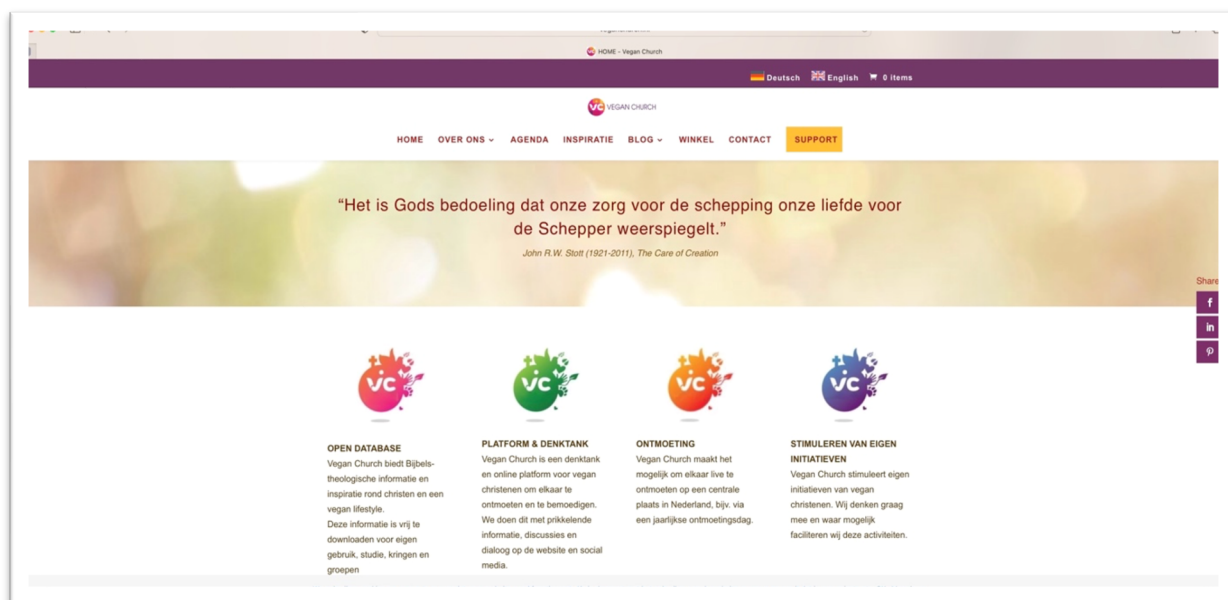 HOME - Vegan Church
Deutsch English 0 items
VC VEGAN CHURCH
HOME OVER ONS AGENDA INSPIRATIE BLOG WINKEL CONTACT SUPPORT
“Het is Gods bedoeling dat onze zorg voor de schepping onze liefde voor
de Schepper weerspiegelt.”
John R.W. Stott (1921-2011), The Care of Creation
Share
f
in
vc
OPEN DATABASE
Vegan Church biedt Bijbels-
theologische informatie en
inspiratie rond christen en een
vegan lifestyle.
Deze informatie is vrij te
downloaden voor eigen
gebruik, studie, kringen en
groepen
vc
PLATFORM & DENKTANK
Vegan Church is een denktank
en online platform voor vegan
christenen om elkaar te
ontmoeten en te bemoedigen.
We doen dit met prikkelende
informatie, discussies en
dialoog op de website en social
media.
vc
ONTMOETING
Vegan Church maakt het
mogelijk om elkaar live te
ontmoeten op een centrale
plaats in Nederland, bijv. via
een jaarlijkse ontmoetingsdag.
vc
STIMULEREN VAN EIGEN
INITIATIEVEN
Vegan Church stimuleert eigen
initiatieven van vegan
christenen. Wij denken graag
mee en waar mogelijk
faciliteren wij deze activiteiten.